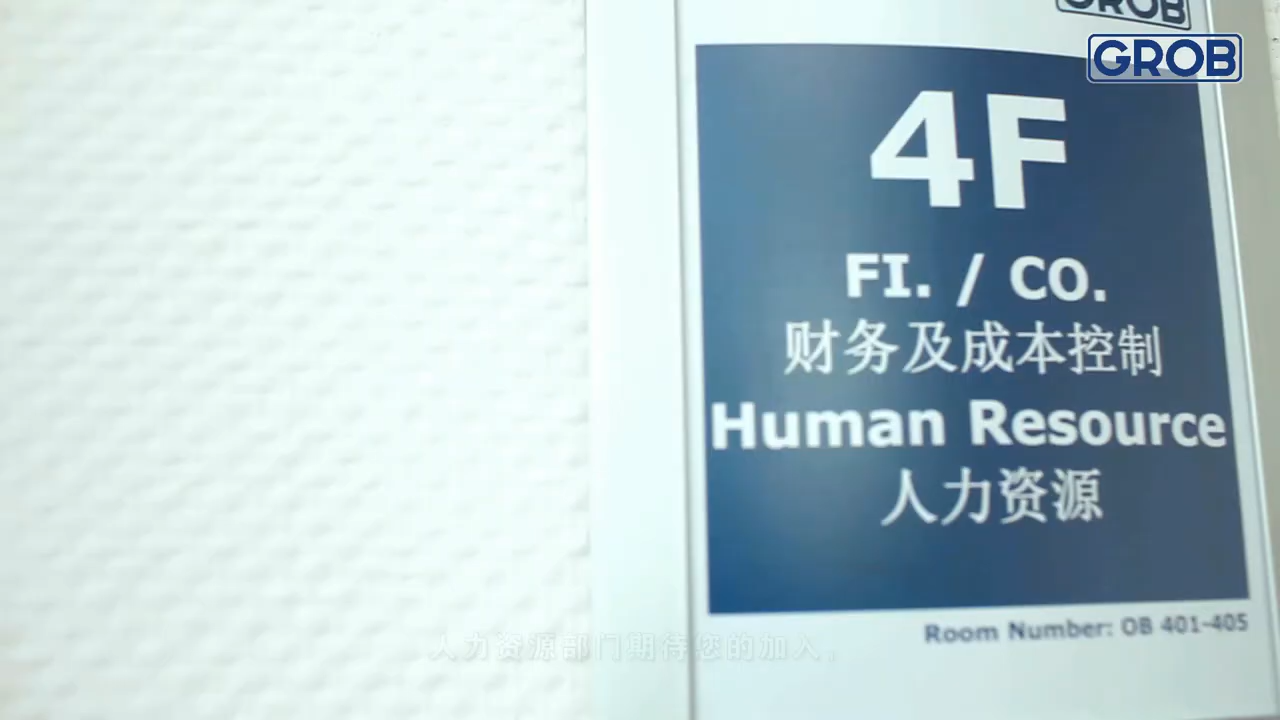 GROB
GROB
4F
FI. / CO.
财务及成本控制
Human Resource
人力资源
Room Number: OB 401-405
人力资源部门期待您的加入，